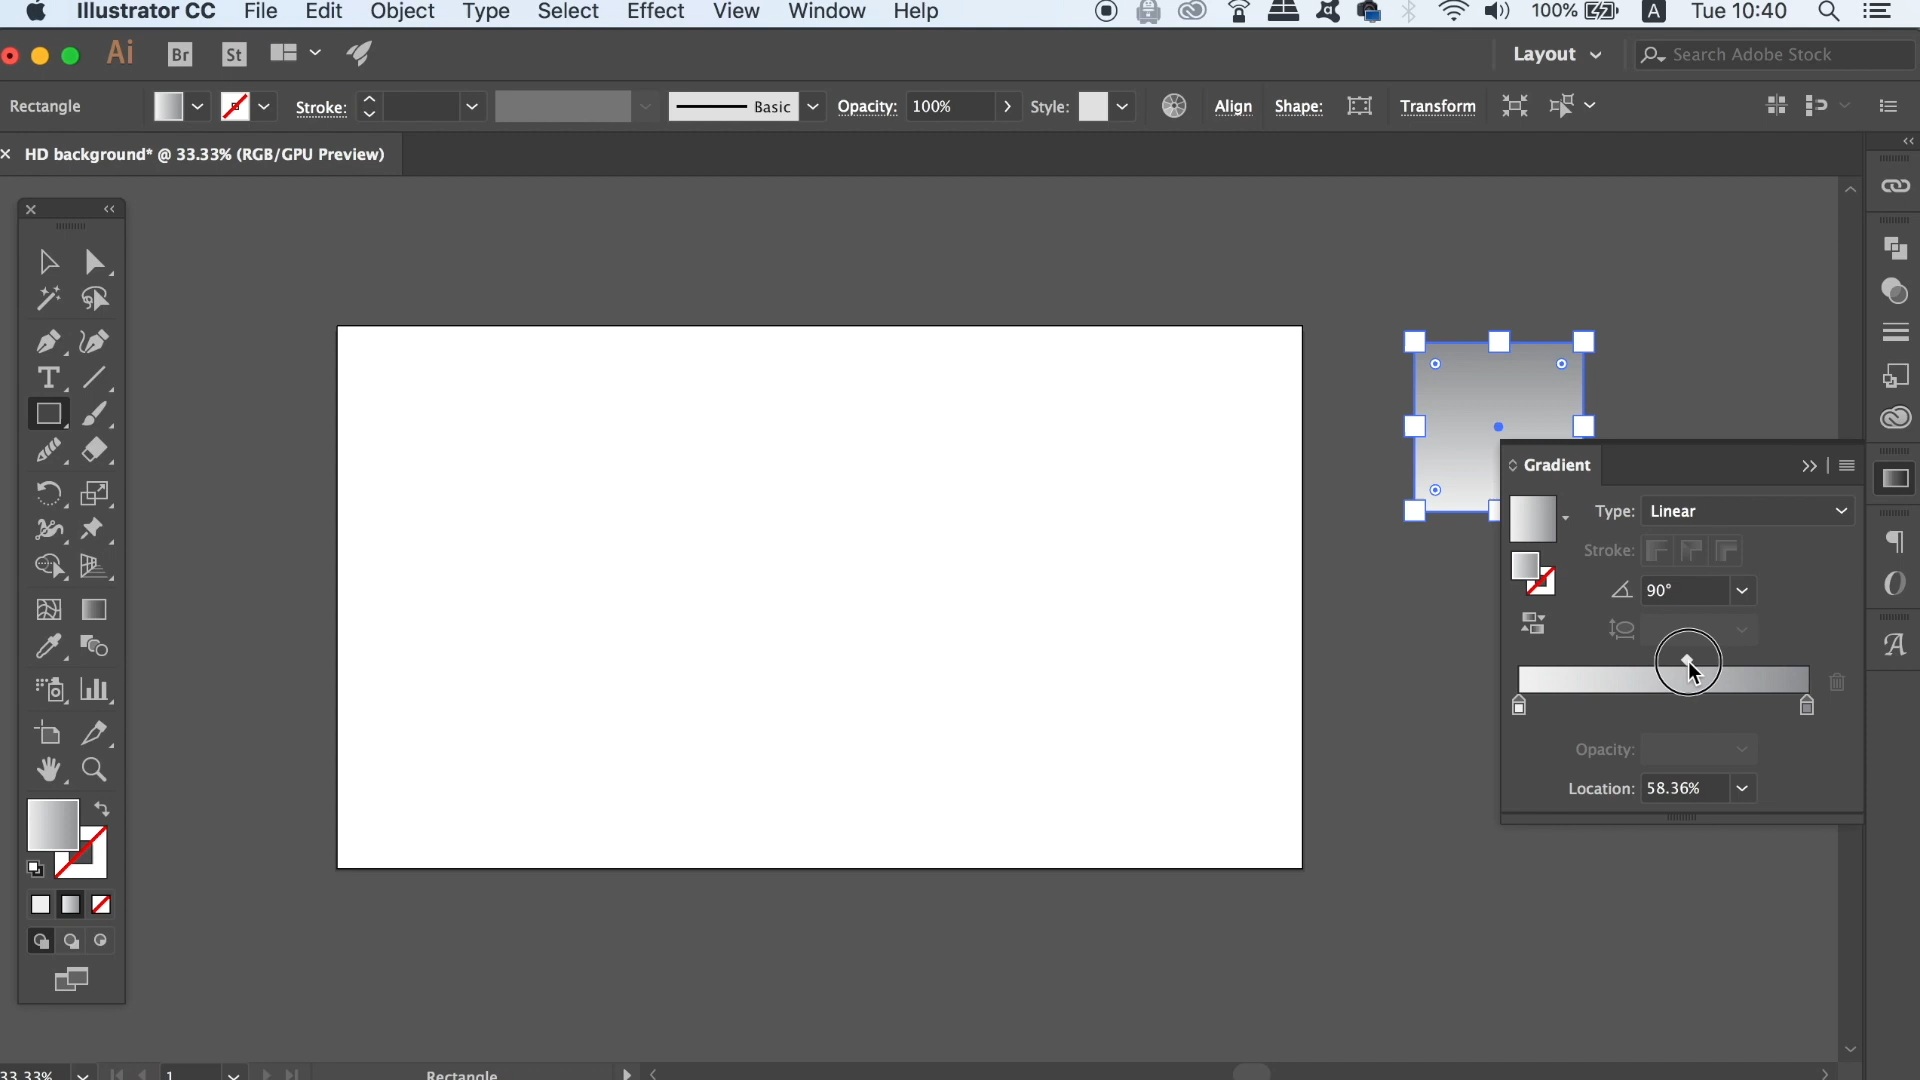 Illustrator CC File Edit Object Type Select Effect View Window Help 100% A Tue 10:40
Ai Br St Layout Search Adobe Stock
Rectangle Stroke: Basic Opacity: 100% Style: Align Shape: Transform
HD background* @ 33.33% (RGB/GPU Preview)
Gradient
Type: Linear
Stroke:
90°
Opacity:
Location: 58.36%
33.33% 1 Rectangle